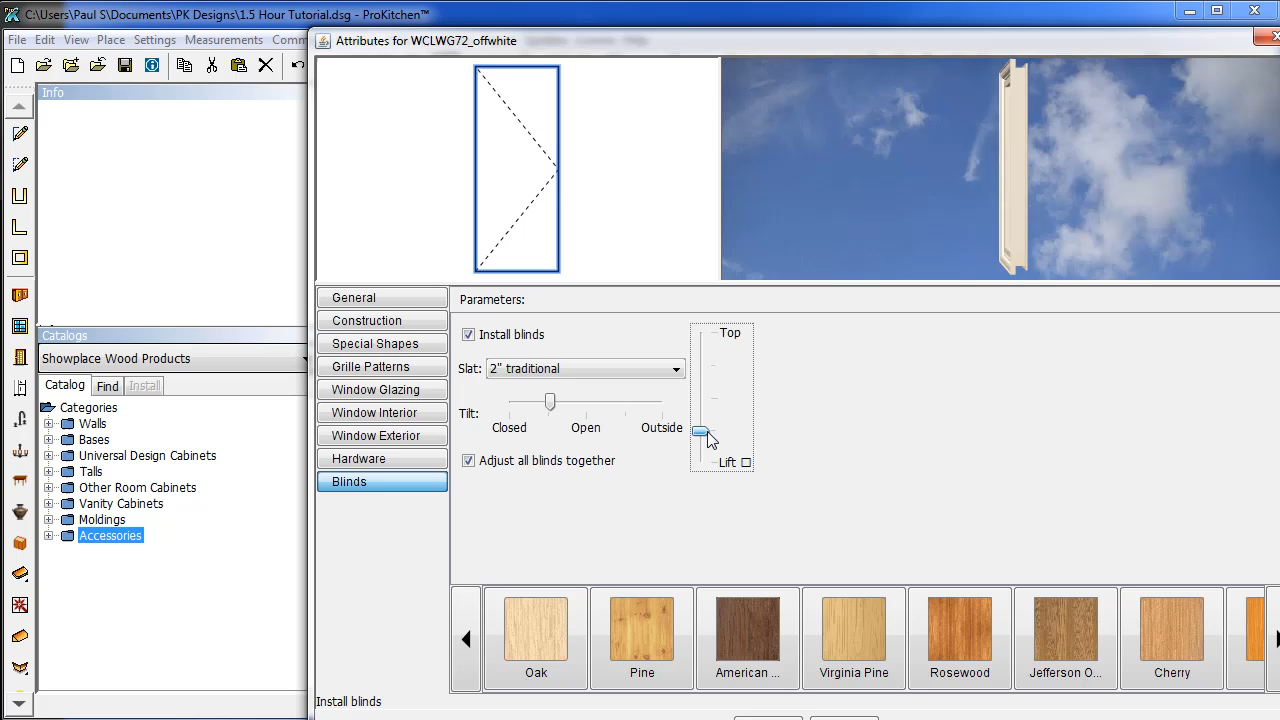 C:\Users\Paul S\Documents\PK Designs\1.5 Hour Tutorial.dsg - ProKitchen™
File Edit View Place Settings Measurements Comm
Attributes for WCLWG72_offwhite
Info
Catalogs
Showplace Wood Products
Catalog Find Install
Categories
Walls
Bases
Universal Design Cabinets
Talls
Other Room Cabinets
Vanity Cabinets
Moldings
Accessories
General
Construction
Special Shapes
Grille Patterns
Window Glazing
Window Interior
Window Exterior
Hardware
Blinds
Parameters:
Install blinds
Slat: 2" traditional
Tilt:
Closed Open Outside
Adjust all blinds together
Top
Lift
Oak Pine American ... Virginia Pine Rosewood Jefferson O... Cherry
Install blinds